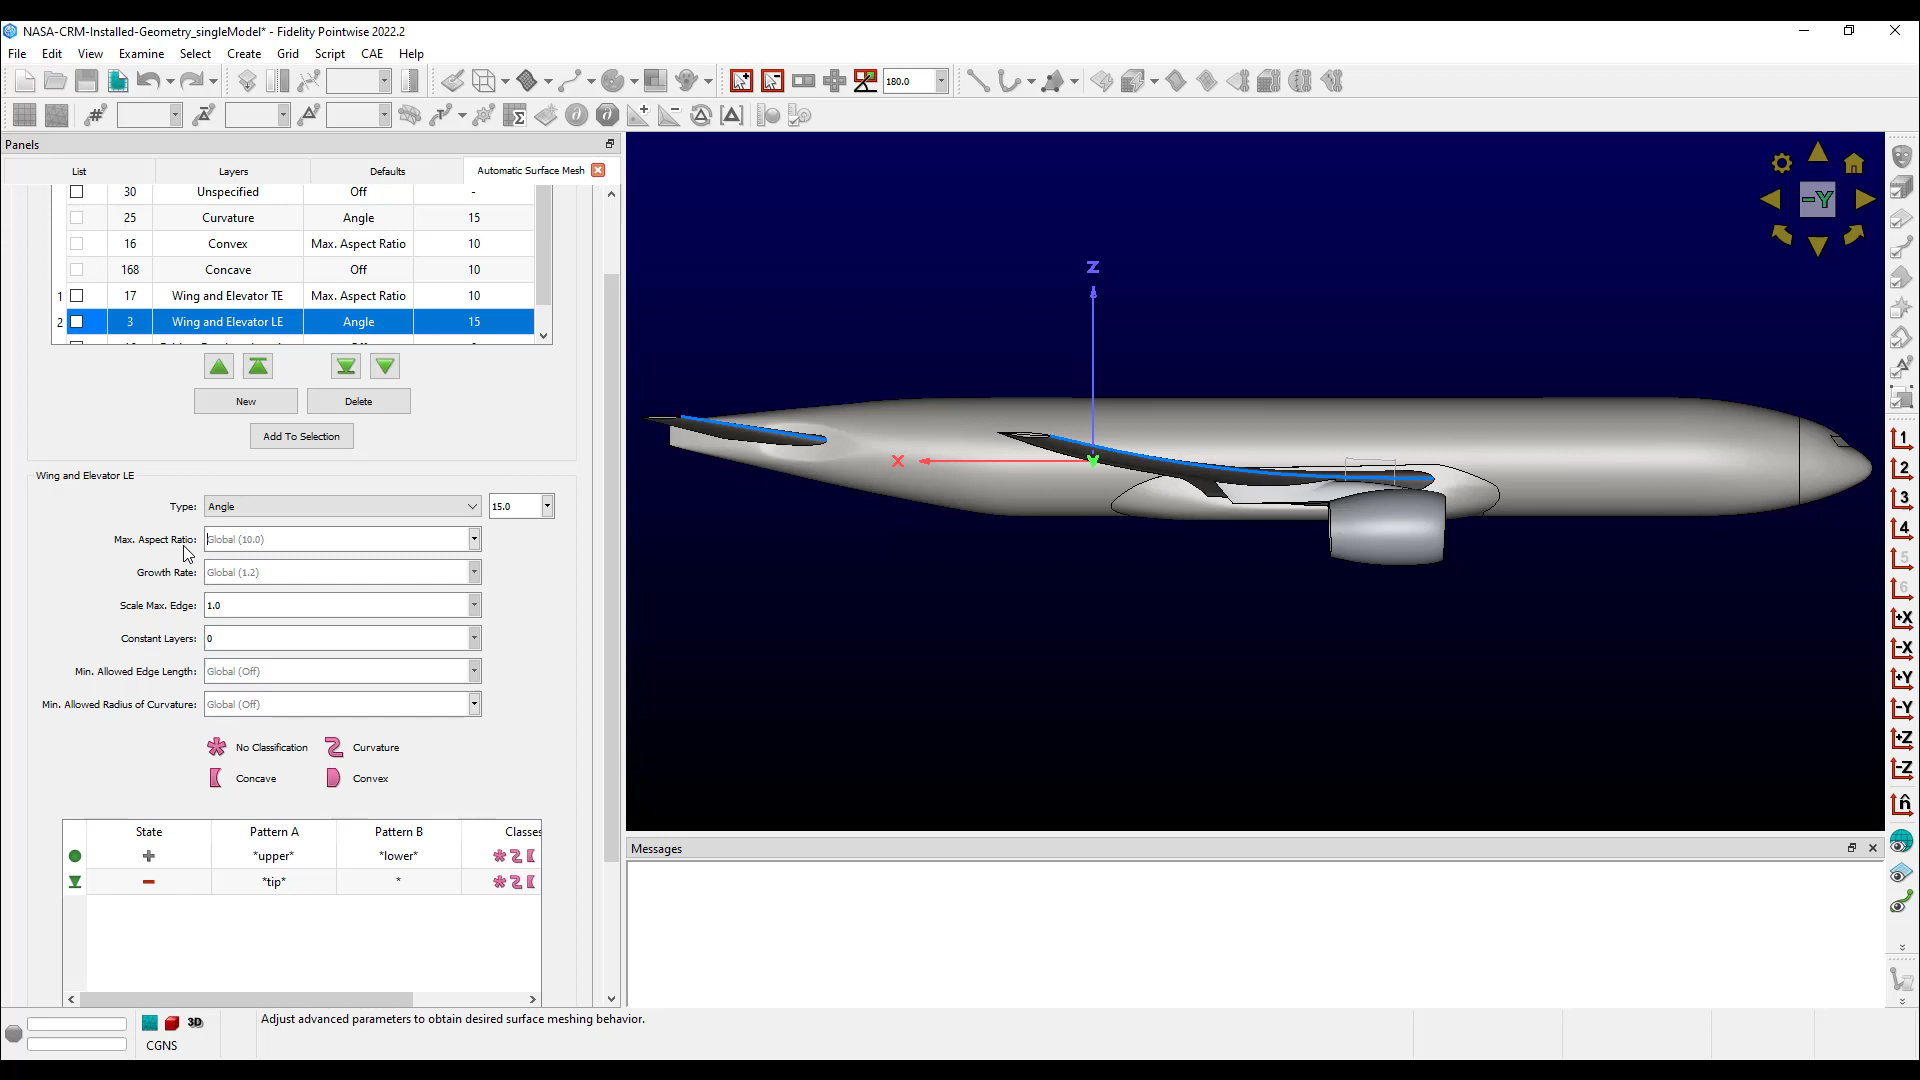 NASA-CRM-Installed-Geometry_singleModel* - Fidelity Pointwise 2022.2
File Edit View Examine Select Create Grid Script CAE Help
180.0
Panels
List Layers Defaults Automatic Surface Mesh
30 Unspecified Off -
25 Curvature Angle 15
16 Convex Max. Aspect Ratio 10
168 Concave Off 10
1 17 Wing and Elevator TE Max. Aspect Ratio 10
2 3 Wing and Elevator LE Angle 15
New Delete
Add To Selection
Wing and Elevator LE
Type: Angle 15.0
Max. Aspect Ratio: Global (10.0)
Growth Rate: Global (1.2)
Scale Max. Edge: 1.0
Constant Layers: 0
Min. Allowed Edge Length: Global (Off)
Min. Allowed Radius of Curvature: Global (Off)
No Classification Curvature
Concave Convex
State Pattern A Pattern B Classes
+ *upper* *lower*
- *tip* *
Z
X
Y
-Y
1
2
3
4
5
6
+X
-X
+Y
-Y
+Z
-Z
n̂
Messages
3D
CGNS
Adjust advanced parameters to obtain desired surface meshing behavior.